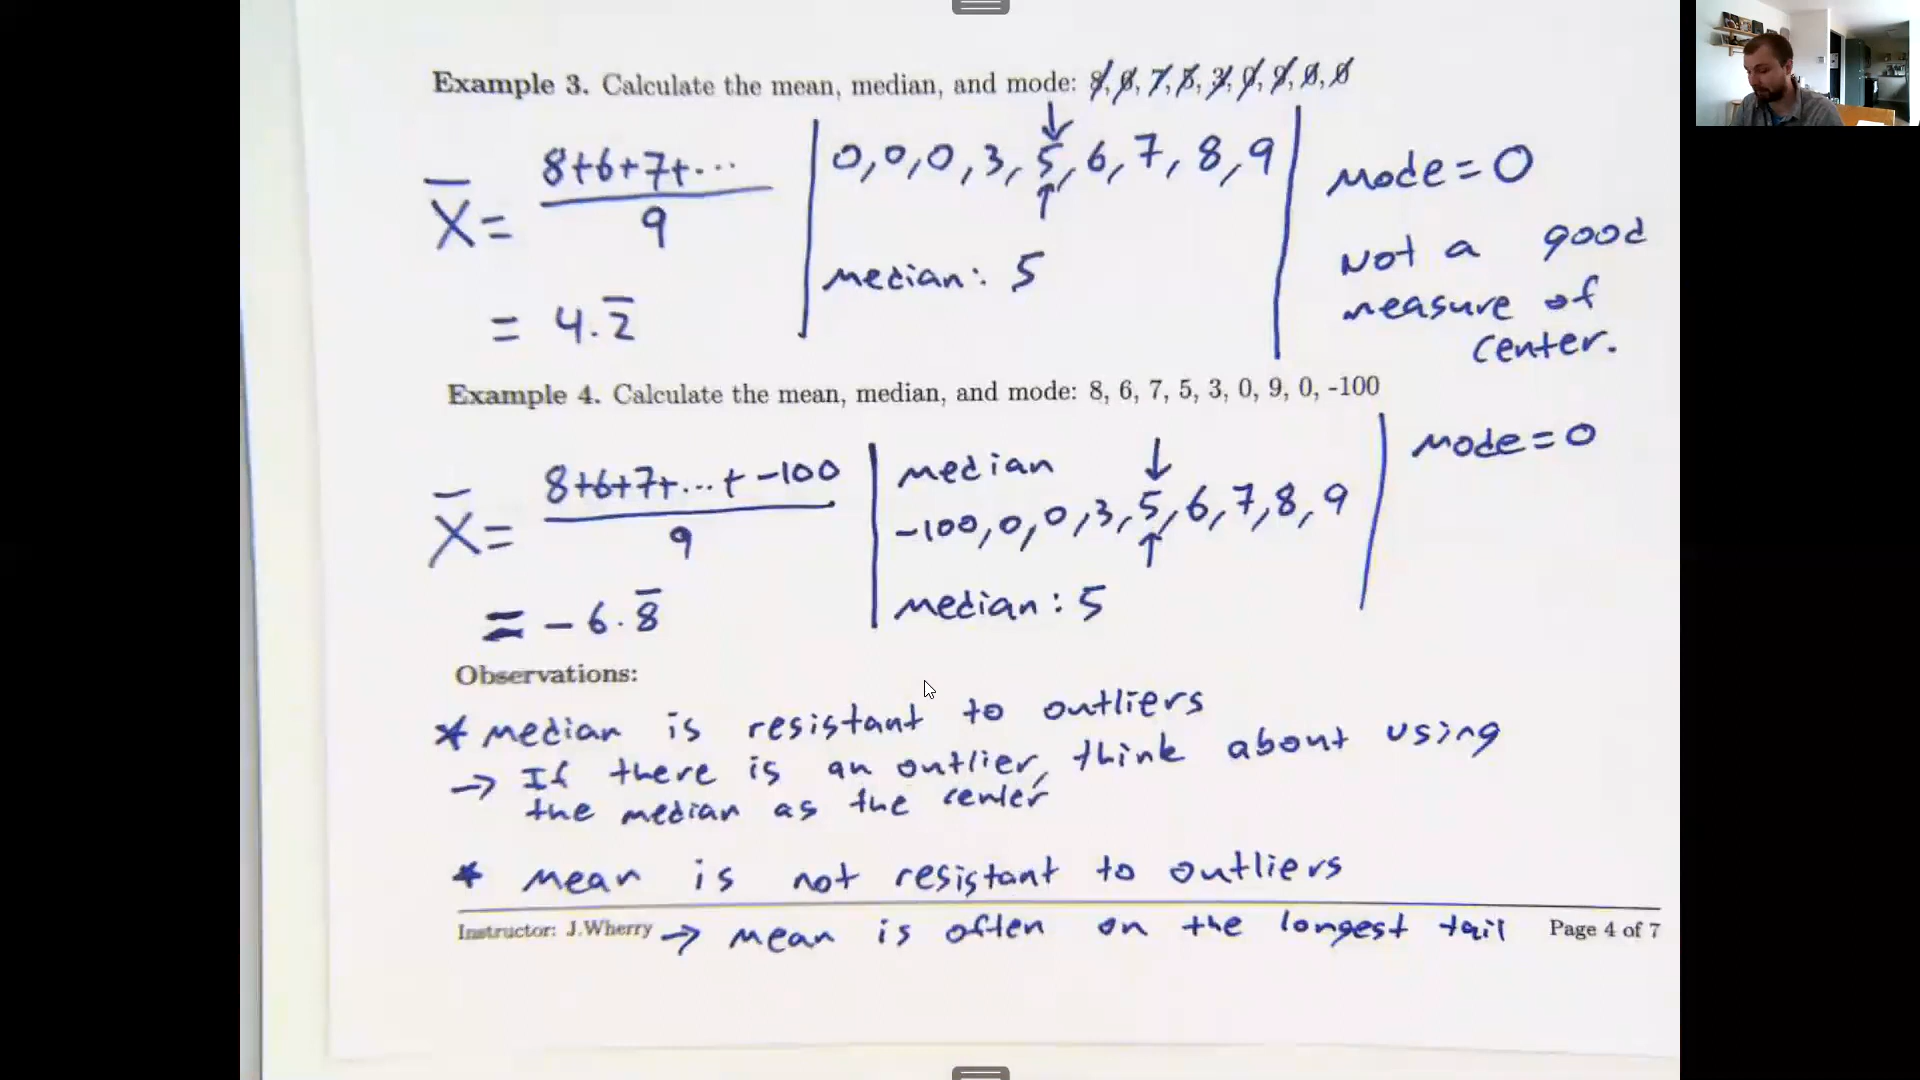 Example 3. Calculate the mean, median, and mode: 8, 6, 7, 5, 3, 0, 9, 0, 0
X̄ = 8+6+7+... / 9
= 4.2̅
0, 0, 0, 3, 5, 6, 7, 8, 9
median: 5
mode = 0
Not a good
measure of
center.
Example 4. Calculate the mean, median, and mode: 8, 6, 7, 5, 3, 0, 9, 0, -100
X̄ = 8+6+7+...+ -100 / 9
= -6.8̅
median
-100, 0, 0, 3, 5, 6, 7, 8, 9
median: 5
mode = 0
Observations:
* median is resistant to outliers
→ If there is an outlier, think about using
the median as the center
* mean is not resistant to outliers
Instructor: J.Wherry → mean is often on the longest tail Page 4 of 7